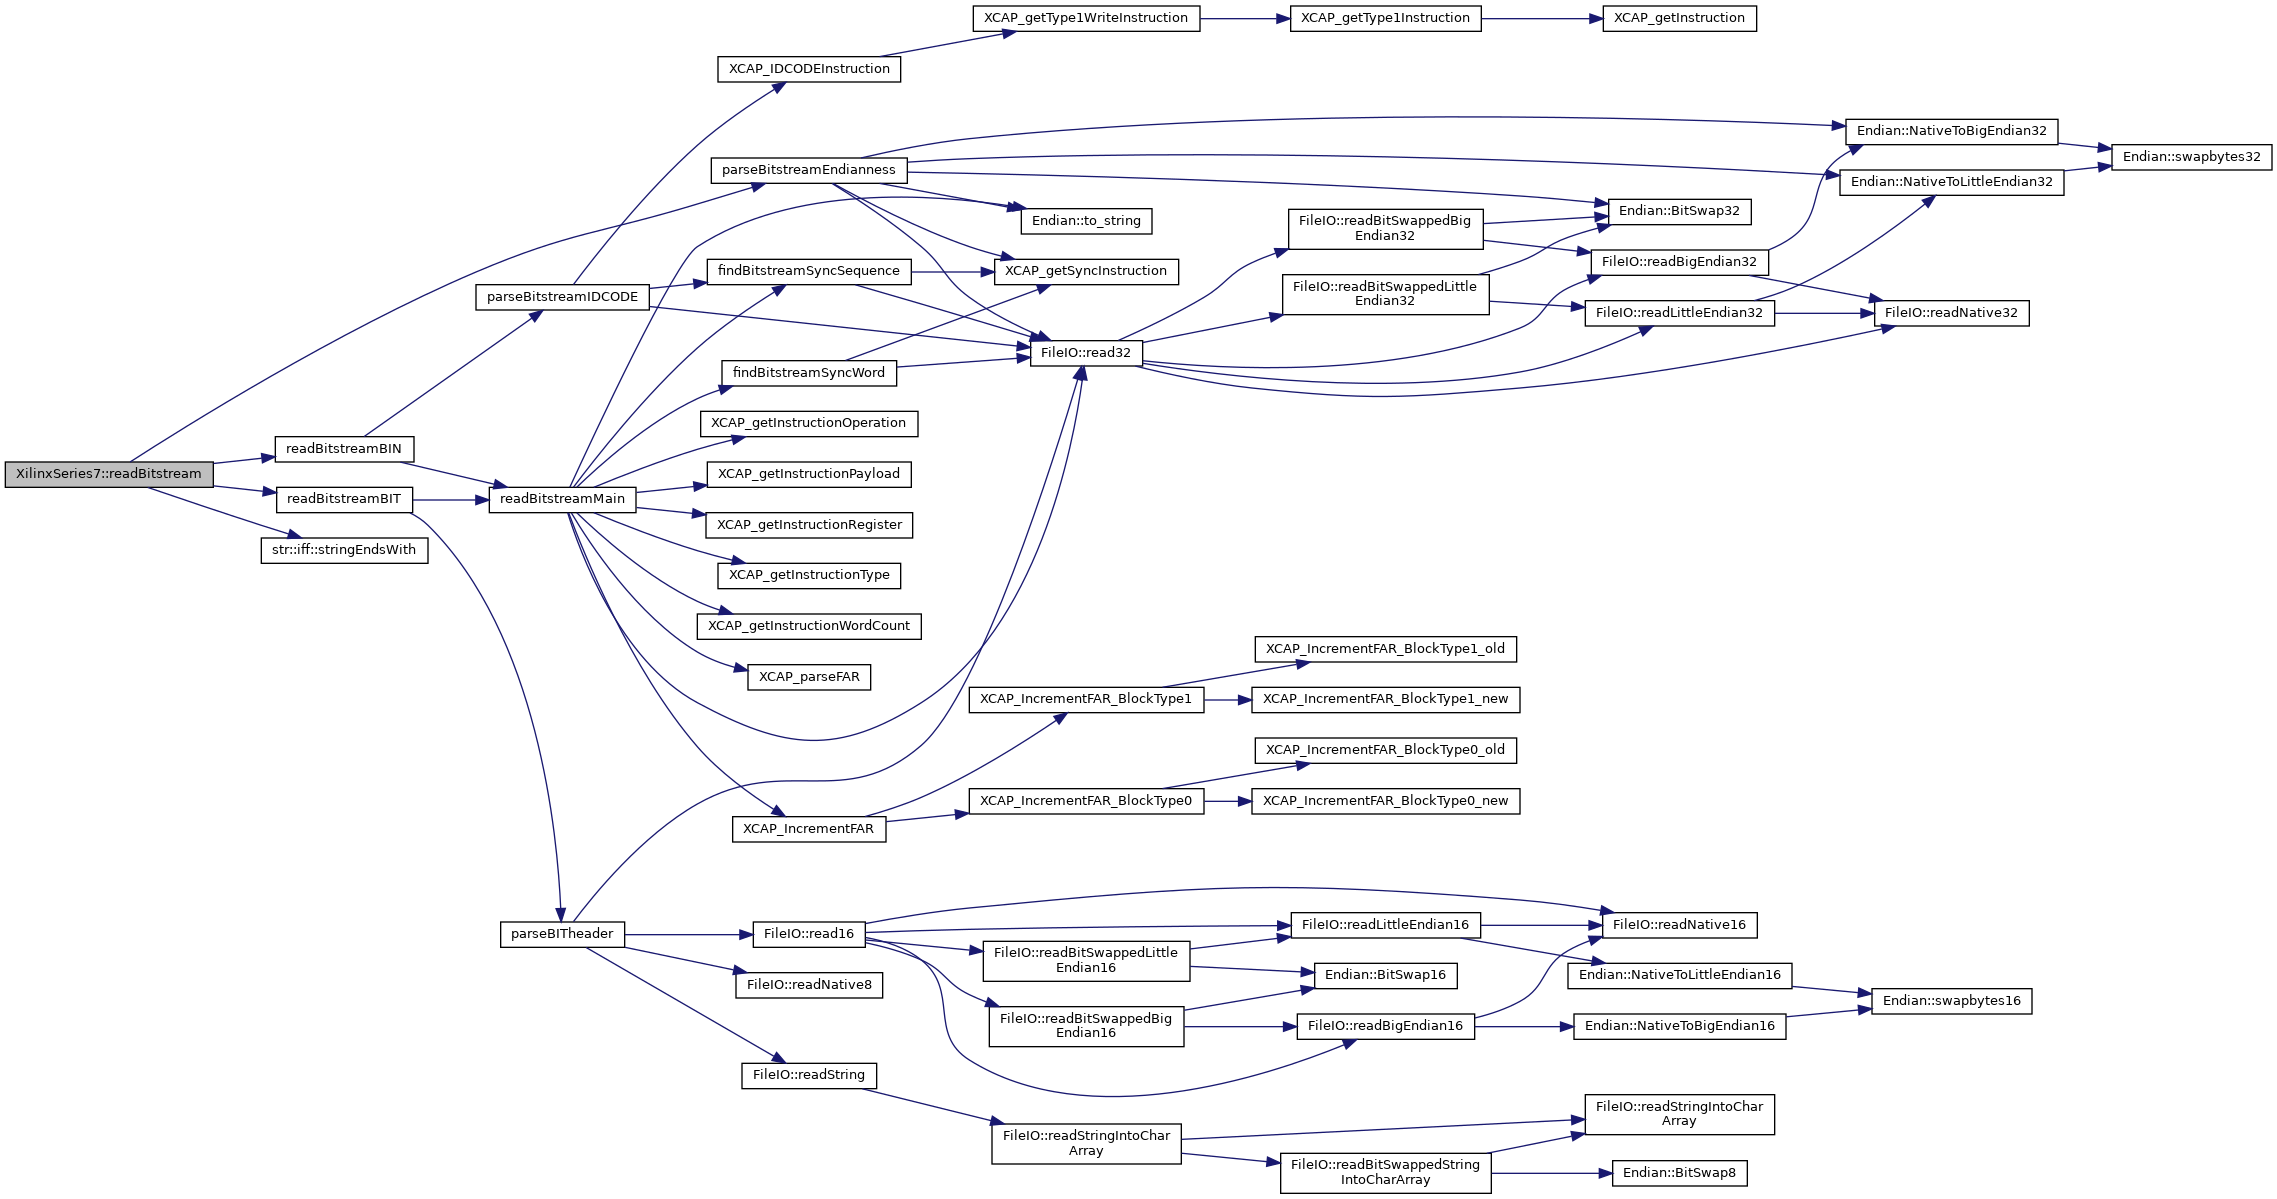 XCAP_getType1WriteInstruction
XCAP_getType1Instruction
XCAP_getInstruction
XCAP_IDCODEInstruction
Endian::NativeToBigEndian32
Endian::swapbytes32
parseBitstreamEndianness
Endian::NativeToLittleEndian32
Endian::BitSwap32
Endian::to_string
FileIO::readBitSwappedBig
Endian32
FileIO::readBigEndian32
findBitstreamSyncSequence
XCAP_getSyncInstruction
parseBitstreamIDCODE
FileIO::readBitSwappedLittle
Endian32
FileIO::readLittleEndian32
FileIO::readNative32
FileIO::read32
findBitstreamSyncWord
XCAP_getInstructionOperation
readBitstreamBIN
XilinxSeries7::readBitstream
XCAP_getInstructionPayload
readBitstreamBIT
readBitstreamMain
XCAP_getInstructionRegister
str::iff::stringEndsWith
XCAP_getInstructionType
XCAP_getInstructionWordCount
XCAP_IncrementFAR_BlockType1_old
XCAP_parseFAR
XCAP_IncrementFAR_BlockType1
XCAP_IncrementFAR_BlockType1_new
XCAP_IncrementFAR_BlockType0_old
XCAP_IncrementFAR_BlockType0
XCAP_IncrementFAR_BlockType0_new
XCAP_IncrementFAR
parseBITheader
FileIO::read16
FileIO::readLittleEndian16
FileIO::readNative16
FileIO::readBitSwappedLittle
Endian16
Endian::BitSwap16
Endian::NativeToLittleEndian16
FileIO::readNative8
Endian::swapbytes16
FileIO::readBitSwappedBig
Endian16
FileIO::readBigEndian16
Endian::NativeToBigEndian16
FileIO::readString
FileIO::readStringIntoChar
Array
FileIO::readStringIntoChar
Array
FileIO::readBitSwappedString
IntoCharArray
Endian::BitSwap8